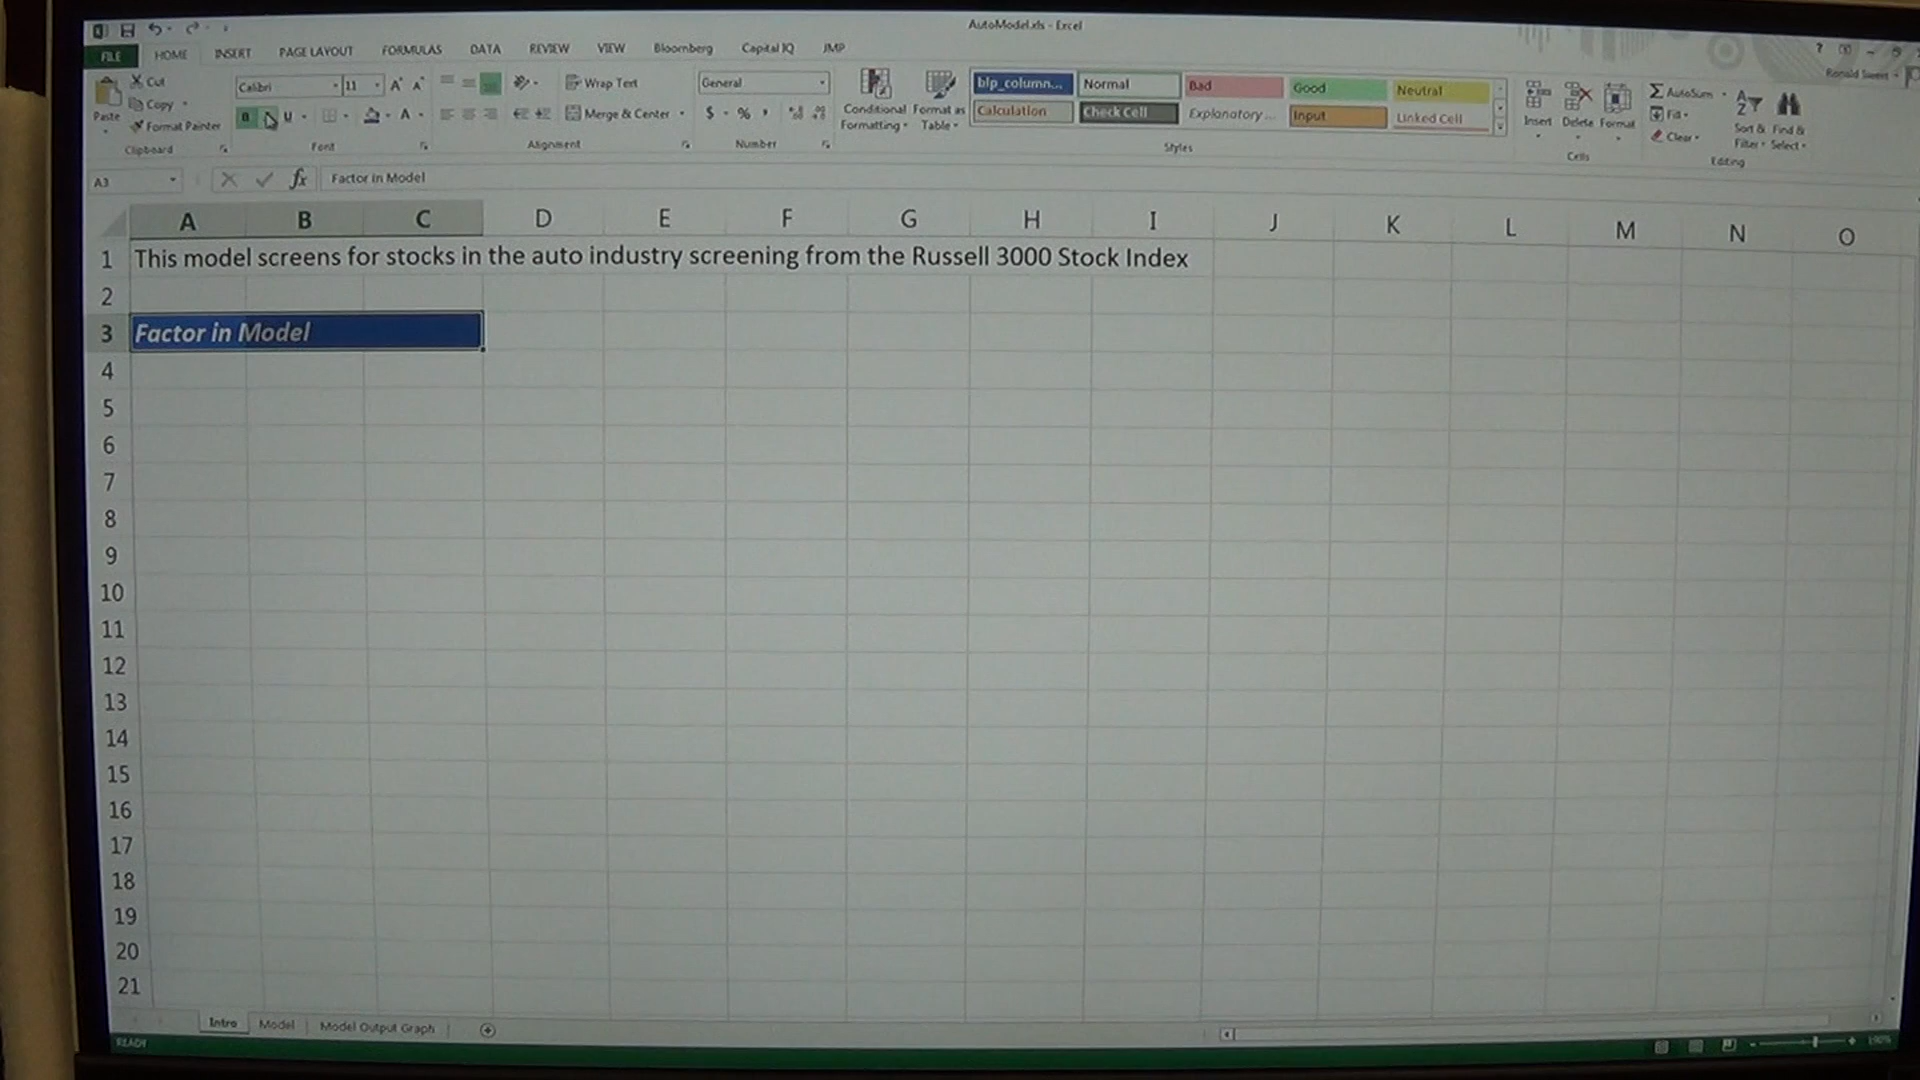 AutoModel.xls - Excel
FILE HOME INSERT PAGE LAYOUT FORMULAS DATA REVIEW VIEW Bloomberg Capital IQ JMP
Ronald Sweet
Cut
Copy
Format Painter
Paste
Clipboard
Calibri 11
Font
Wrap Text
Merge & Center
Alignment
General
$ % ,
Number
Conditional Formatting
Format as Table
blp_column... Normal Bad Good Neutral
Calculation Check Cell Explanatory ... Input Linked Cell
Styles
Insert Delete Format
Cells
AutoSum
Fill
Clear
Sort & Filter
Find & Select
Editing
A3 fx Factor in Model
A B C D E F G H I J K L M N O
1 This model screens for stocks in the auto industry screening from the Russell 3000 Stock Index
2
3 Factor in Model
4
5
6
7
8
9
10
11
12
13
14
15
16
17
18
19
20
21
Intro Model Model Output Graph
READY 190%